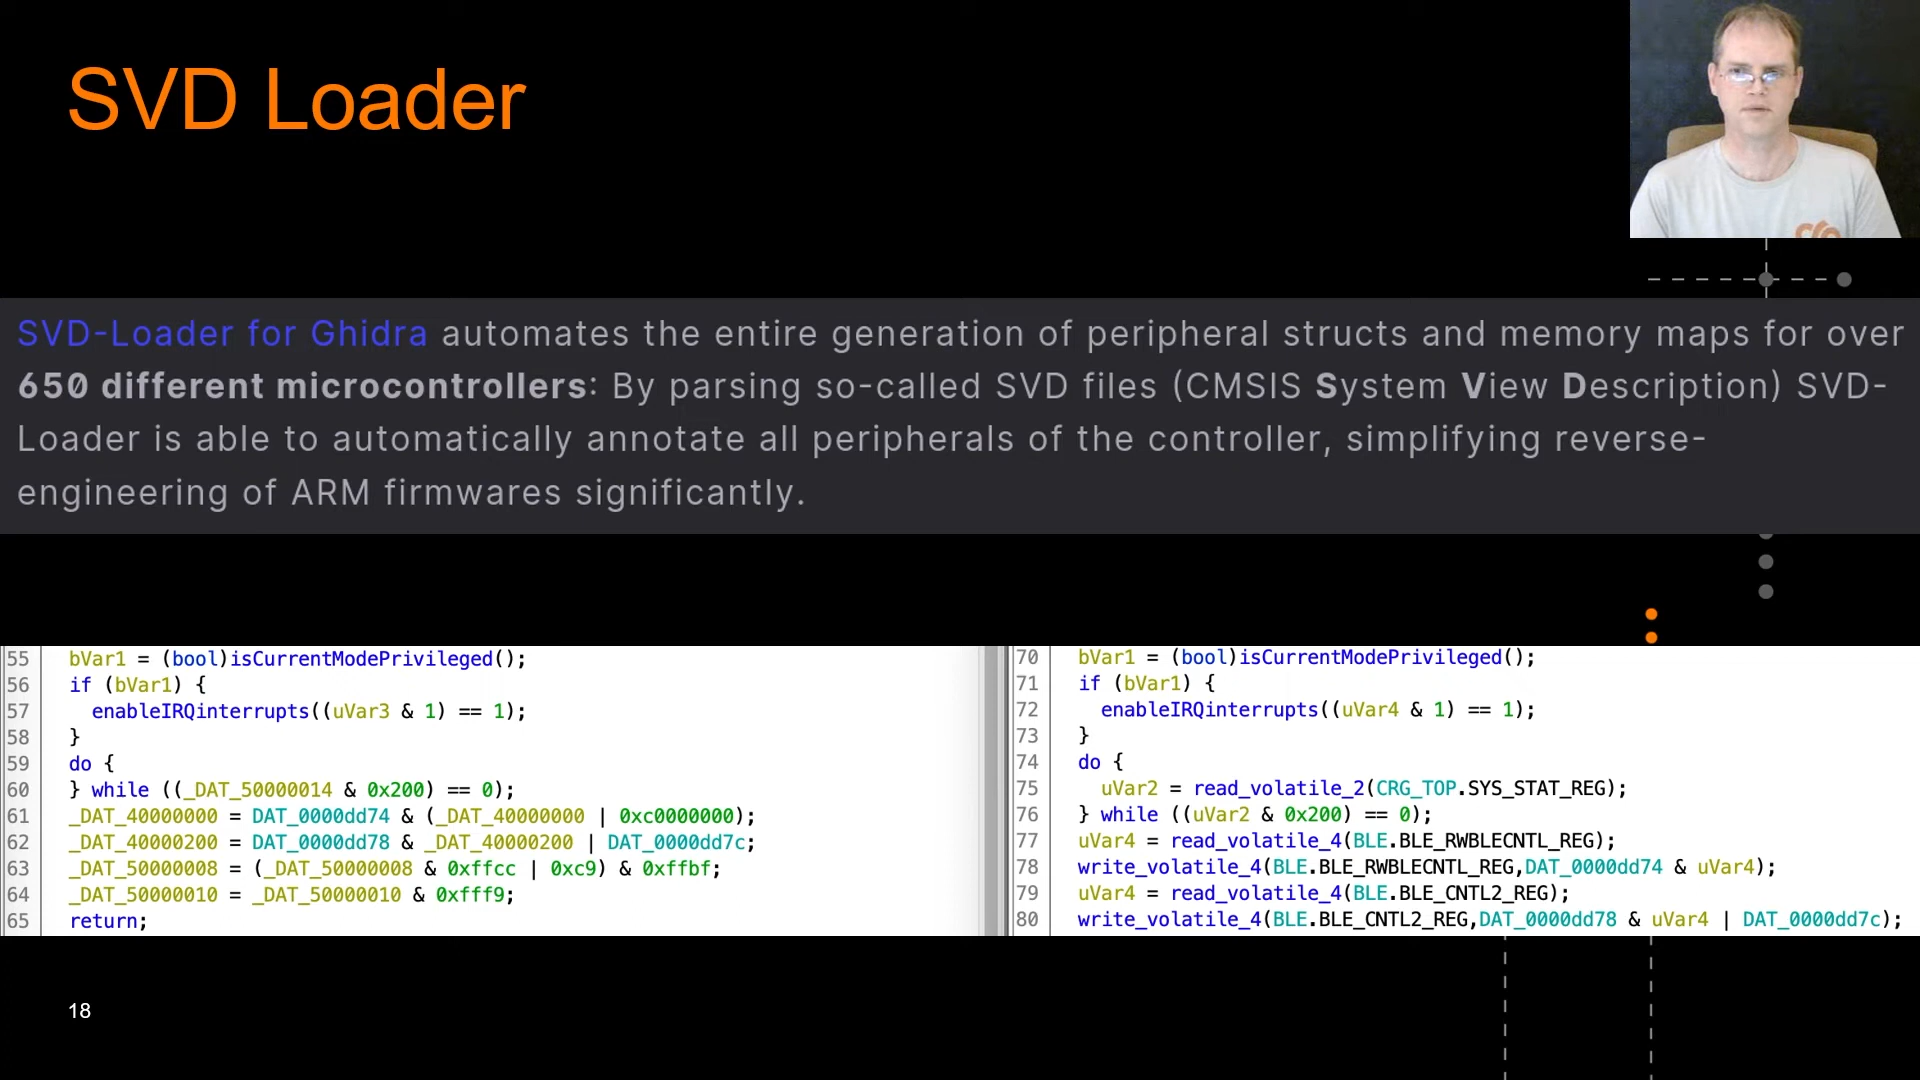 SVD Loader
SVD-Loader for Ghidra automates the entire generation of peripheral structs and memory maps for over
650 different microcontrollers: By parsing so-called SVD files (CMSIS System View Description) SVD-
Loader is able to automatically annotate all peripherals of the controller, simplifying reverse-
engineering of ARM firmwares significantly.
55 bVar1 = (bool)isCurrentModePrivileged();
56 if (bVar1) {
57 enableIRQinterrupts((uVar3 & 1) == 1);
58 }
59 do {
60 } while ((_DAT_50000014 & 0x200) == 0);
61 _DAT_40000000 = DAT_0000dd74 & (_DAT_40000000 | 0xc0000000);
62 _DAT_40000200 = DAT_0000dd78 & _DAT_40000200 | DAT_0000dd7c;
63 _DAT_50000008 = (_DAT_50000008 & 0xffcc | 0xc9) & 0xffbf;
64 _DAT_50000010 = _DAT_50000010 & 0xfff9;
65 return;
70 bVar1 = (bool)isCurrentModePrivileged();
71 if (bVar1) {
72 enableIRQinterrupts((uVar4 & 1) == 1);
73 }
74 do {
75 uVar2 = read_volatile_2(CRG_TOP.SYS_STAT_REG);
76 } while ((uVar2 & 0x200) == 0);
77 uVar4 = read_volatile_4(BLE.BLE_RWBLECNTL_REG);
78 write_volatile_4(BLE.BLE_RWBLECNTL_REG,DAT_0000dd74 & uVar4);
79 uVar4 = read_volatile_4(BLE.BLE_CNTL2_REG);
80 write_volatile_4(BLE.BLE_CNTL2_REG,DAT_0000dd78 & uVar4 | DAT_0000dd7c);
18